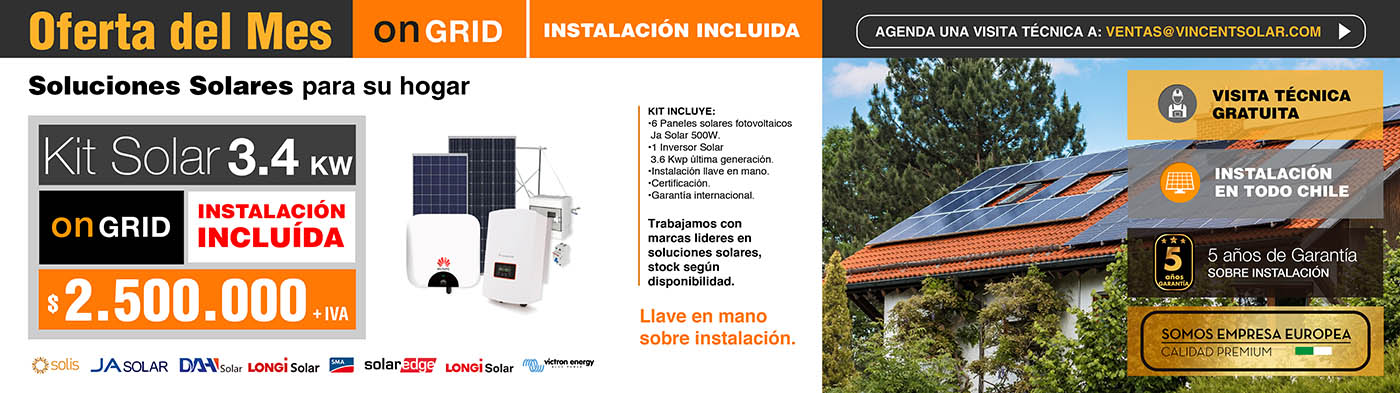 Oferta del Mes
on GRID
INSTALACIÓN INCLUIDA
AGENDA UNA VISITA TÉCNICA A: VENTAS@VINCENTSOLAR.COM
Soluciones Solares para su hogar
Kit Solar 3.4 KW
on GRID
INSTALACIÓN
INCLUÍDA
$ 2.500.000 + IVA
HUAWEI
KIT INCLUYE:
•6 Paneles solares fotovoltaicos
Ja Solar 500W.
•1 Inversor Solar
3.6 Kwp última generación.
•Instalación llave en mano.
•Certificación.
•Garantía internacional.
Trabajamos con
marcas lideres en
soluciones solares,
stock según
disponibilidad.
Llave en mano
sobre instalación.
solis
JA SOLAR
DAH Solar
LONGi Solar
SMA
solaredge
LONGi Solar
victron energy
BLUE POWER
VISITA TÉCNICA
GRATUITA
INSTALACIÓN
EN TODO CHILE
5
años
GARANTÍA
5 años de Garantía
SOBRE INSTALACIÓN
SOMOS EMPRESA EUROPEA
CALIDAD PREMIUM